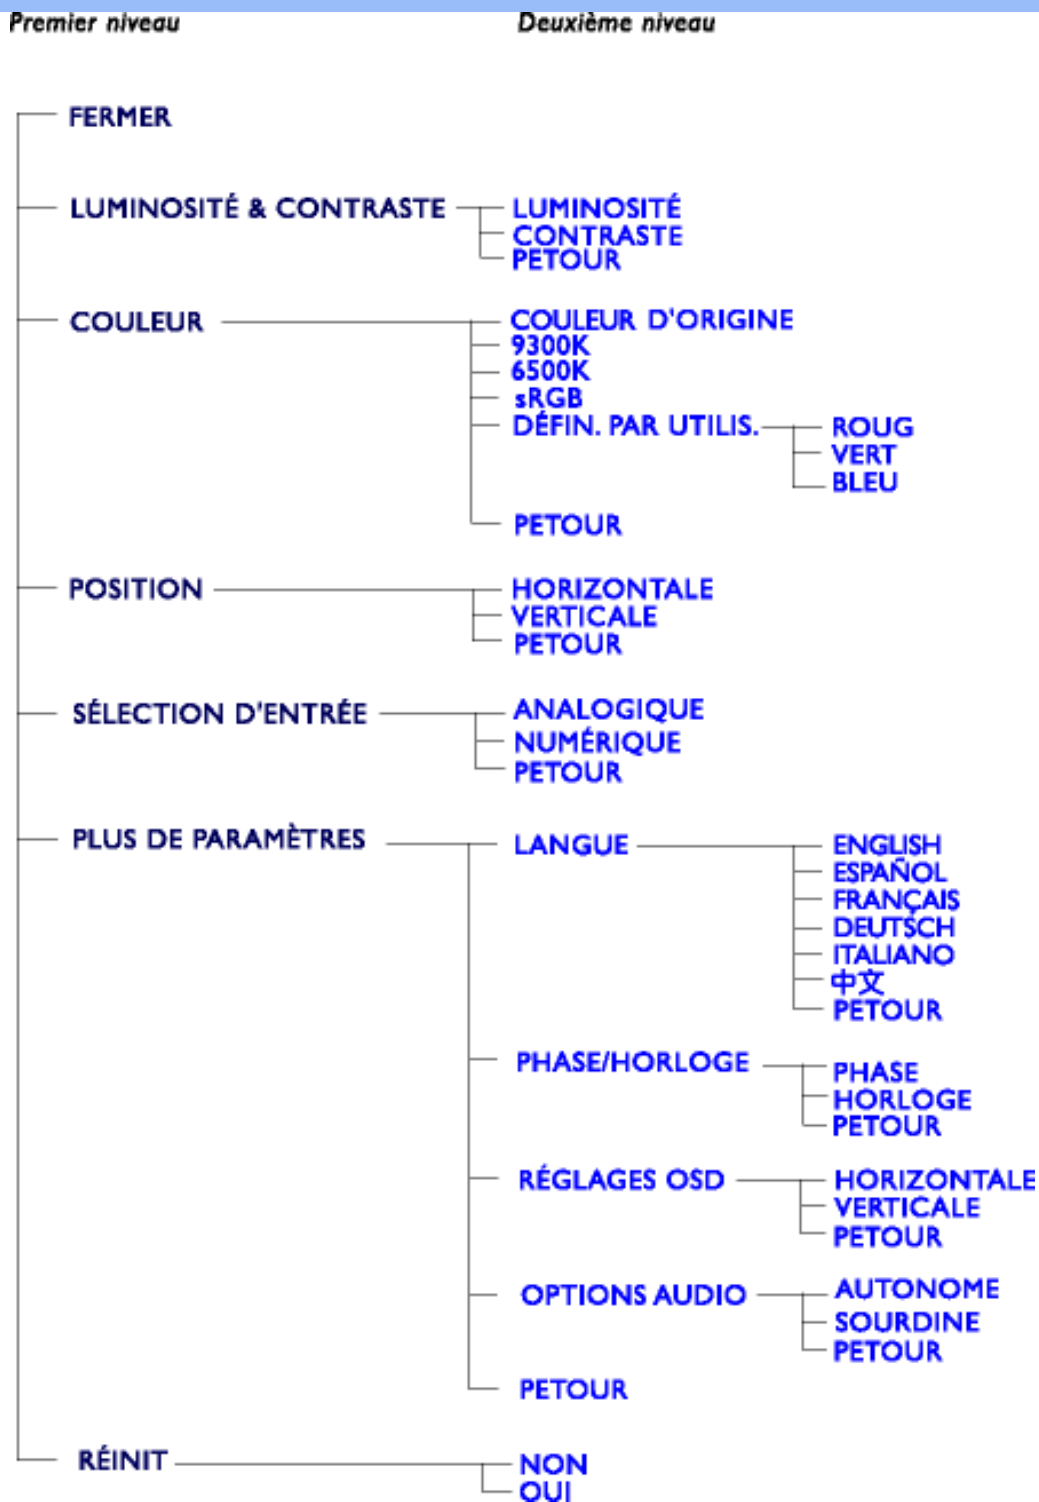 Premier niveau
Deuxième niveau
FERMER
LUMINOSITÉ & CONTRASTE
LUMINOSITÉ
CONTRASTE
PETOUR
COULEUR
COULEUR D'ORIGINE
9300K
6500K
sRGB
DÉFIN. PAR UTILIS.
ROUG
VERT
BLEU
PETOUR
POSITION
HORIZONTALE
VERTICALE
PETOUR
SÉLECTION D'ENTRÉE
ANALOGIQUE
NUMÉRIQUE
PETOUR
PLUS DE PARAMÈTRES
LANGUE
ENGLISH
ESPAÑOL
FRANÇAIS
DEUTSCH
ITALIANO
中文
PETOUR
PHASE/HORLOGE
PHASE
HORLOGE
PETOUR
RÉGLAGES OSD
HORIZONTALE
VERTICALE
PETOUR
OPTIONS AUDIO
AUTONOME
SOURDINE
PETOUR
PETOUR
RÉINIT
NON
OUI